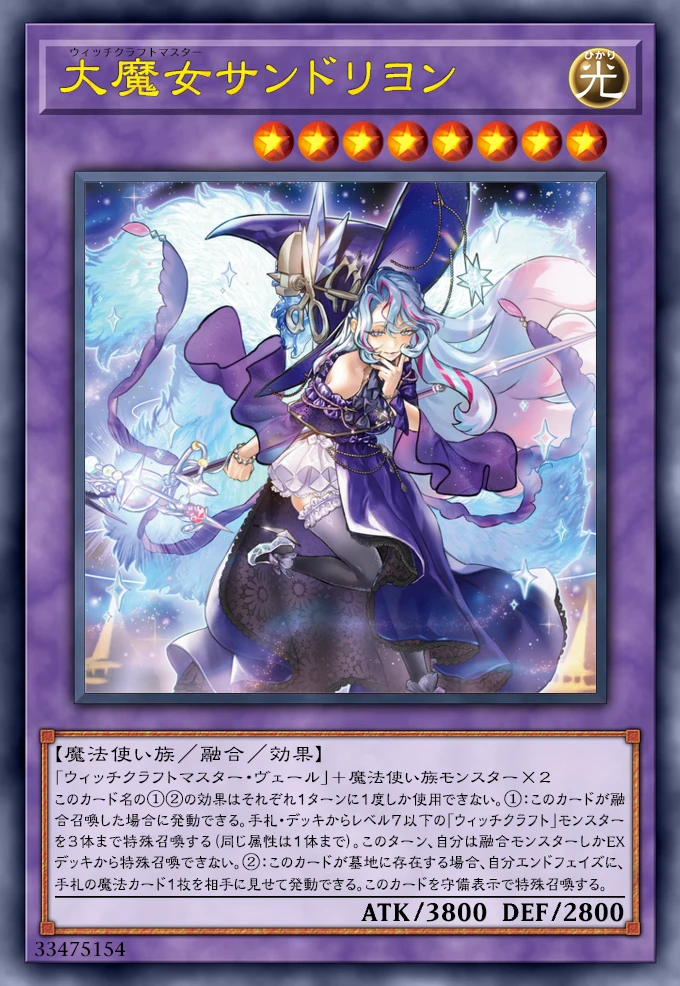 ウィッチクラフトマスター
大魔女サンドリヨン
ひかり
光
【魔法使い族／融合／効果】
「ウィッチクラフトマスター・ヴェール」＋魔法使い族モンスター×２
このカード名の①②の効果はそれぞれ１ターンに１度しか使用できない。①：このカードが融
合召喚した場合に発動できる。手札・デッキからレベル７以下の「ウィッチクラフト」モンスター
を３体まで特殊召喚する（同じ属性は１体まで）。このターン、自分は融合モンスターしかEX
デッキから特殊召喚できない。②：このカードが墓地に存在する場合、自分エンドフェイズに、
手札の魔法カード１枚を相手に見せて発動できる。このカードを守備表示で特殊召喚する。
ATK/3800 DEF/2800
33475154